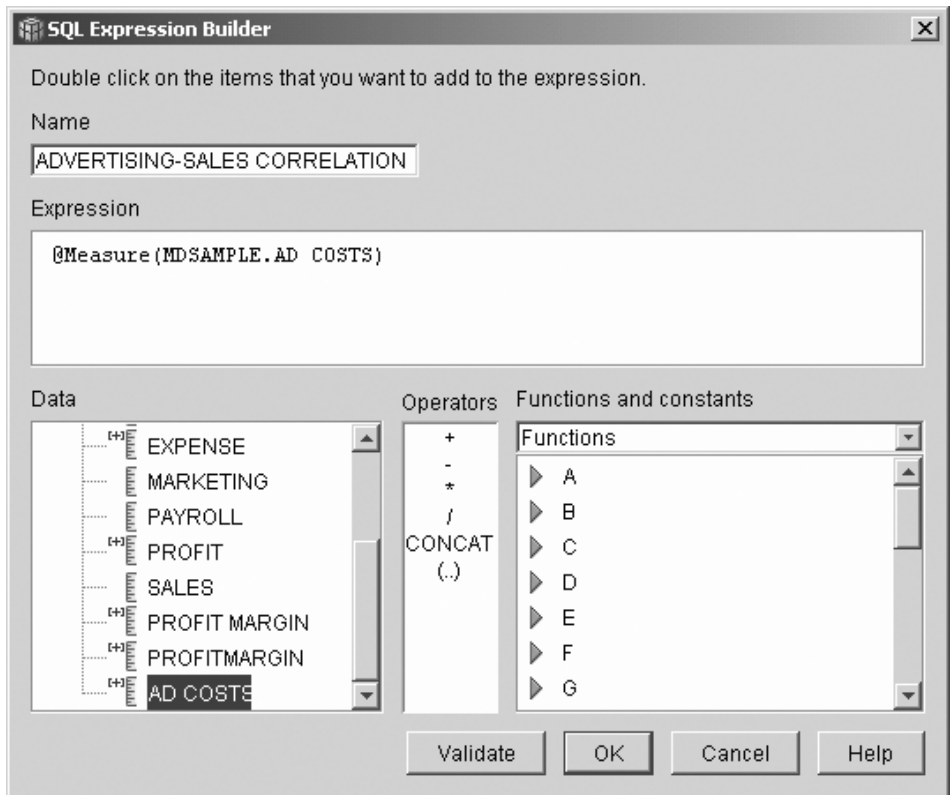 SQL Expression Builder
Double click on the items that you want to add to the expression.
Name
ADVERTISING-SALES CORRELATION
Expression
@Measure(MDSAMPLE.AD COSTS)
Data
EXPENSE
MARKETING
PAYROLL
PROFIT
SALES
PROFIT MARGIN
PROFITMARGIN
AD COSTS
Operators
+
-
*
/
CONCAT
(..)
Functions and constants
Functions
A
B
C
D
E
F
G
Validate
OK
Cancel
Help